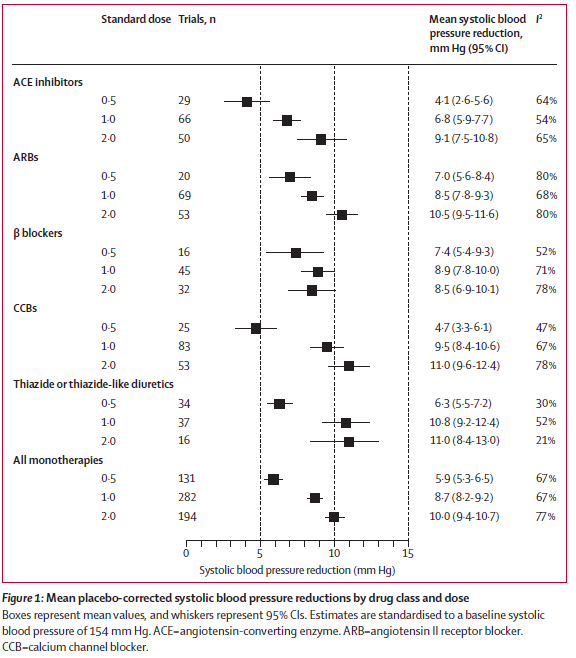 Standard dose Trials, n Mean systolic blood I²
pressure reduction,
mm Hg (95% CI)
ACE inhibitors
0·5 29 4·1 (2·6-5·6) 64%
1·0 66 6·8 (5·9-7·7) 54%
2·0 50 9·1 (7·5-10·8) 65%
ARBs
0·5 20 7·0 (5·6-8·4) 80%
1·0 69 8·5 (7·8-9·3) 68%
2·0 53 10·5 (9·5-11·6) 80%
β blockers
0·5 16 7·4 (5·4-9·3) 52%
1·0 45 8·9 (7·8-10·0) 71%
2·0 32 8·5 (6·9-10·1) 78%
CCBs
0·5 25 4·7 (3·3-6·1) 47%
1·0 83 9·5 (8·4-10·6) 67%
2·0 53 11·0 (9·6-12·4) 78%
Thiazide or thiazide-like diuretics
0·5 34 6·3 (5·5-7·2) 30%
1·0 37 10·8 (9·2-12·4) 52%
2·0 16 11·0 (8·4-13·0) 21%
All monotherapies
0·5 131 5·9 (5·3-6·5) 67%
1·0 282 8·7 (8·2-9·2) 67%
2·0 194 10·0 (9·4-10·7) 77%
0 5 10 15
Systolic blood pressure reduction (mm Hg)
Figure 1: Mean placebo-corrected systolic blood pressure reductions by drug class and dose
Boxes represent mean values, and whiskers represent 95% CIs. Estimates are standardised to a baseline systolic
blood pressure of 154 mm Hg. ACE=angiotensin-converting enzyme. ARB=angiotensin II receptor blocker.
CCB=calcium channel blocker.